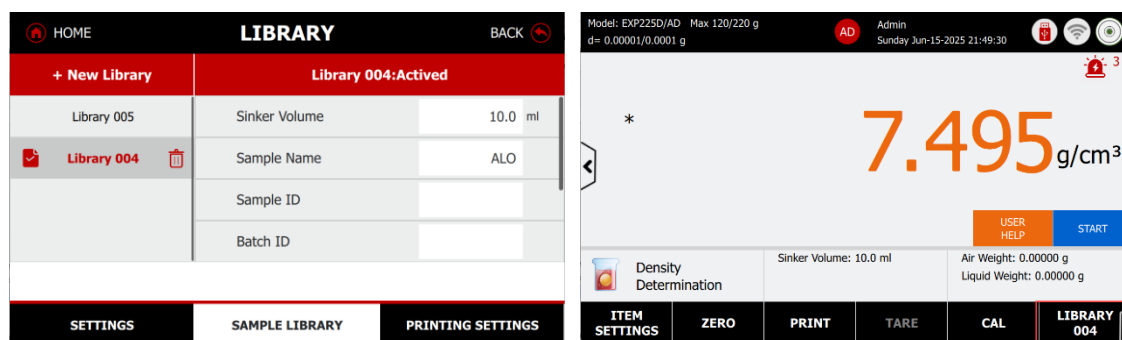 HOME LIBRARY BACK
+ New Library Library 004:Actived
Library 005 Sinker Volume 10.0 ml
Library 004 Sample Name ALO
Sample ID
Batch ID
SETTINGS SAMPLE LIBRARY PRINTING SETTINGS
Model: EXP225D/AD Max 120/220 g
d= 0.00001/0.0001 g
AD
Admin
Sunday Jun-15-2025 21:49:30
3
*
7.495 g/cm³
USER
HELP
START
Density
Determination
Sinker Volume: 10.0 ml
Air Weight: 0.00000 g
Liquid Weight: 0.00000 g
ITEM
SETTINGS
ZERO
PRINT
TARE
CAL
LIBRARY
004